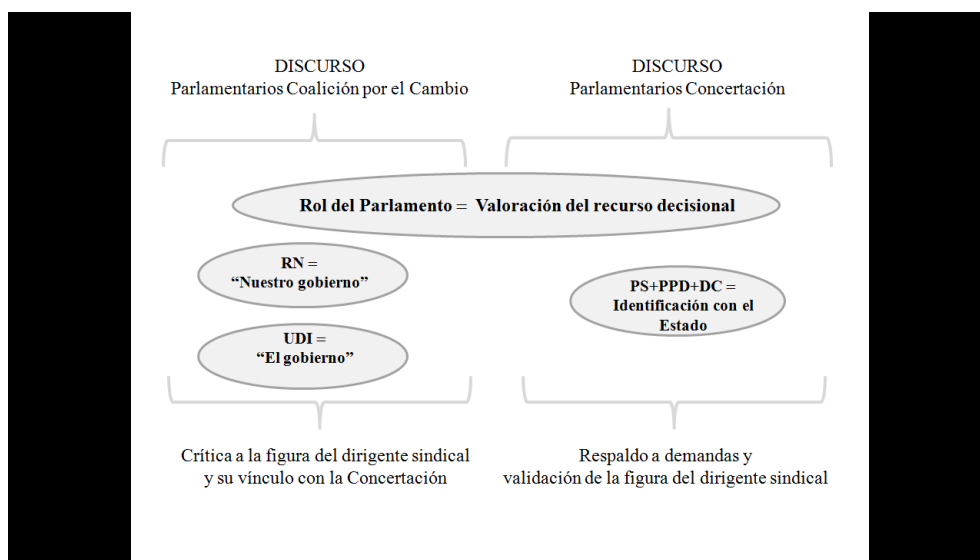 DISCURSO
Parlamentarios Coalición por el Cambio
DISCURSO
Parlamentarios Concertación
Rol del Parlamento = Valoración del recurso decisional
RN =
“Nuestro gobierno”
UDI =
“El gobierno”
PS+PPD+DC =
Identificación con el
Estado
Crítica a la figura del dirigente sindical
y su vínculo con la Concertación
Respaldo a demandas y
validación de la figura del dirigente sindical